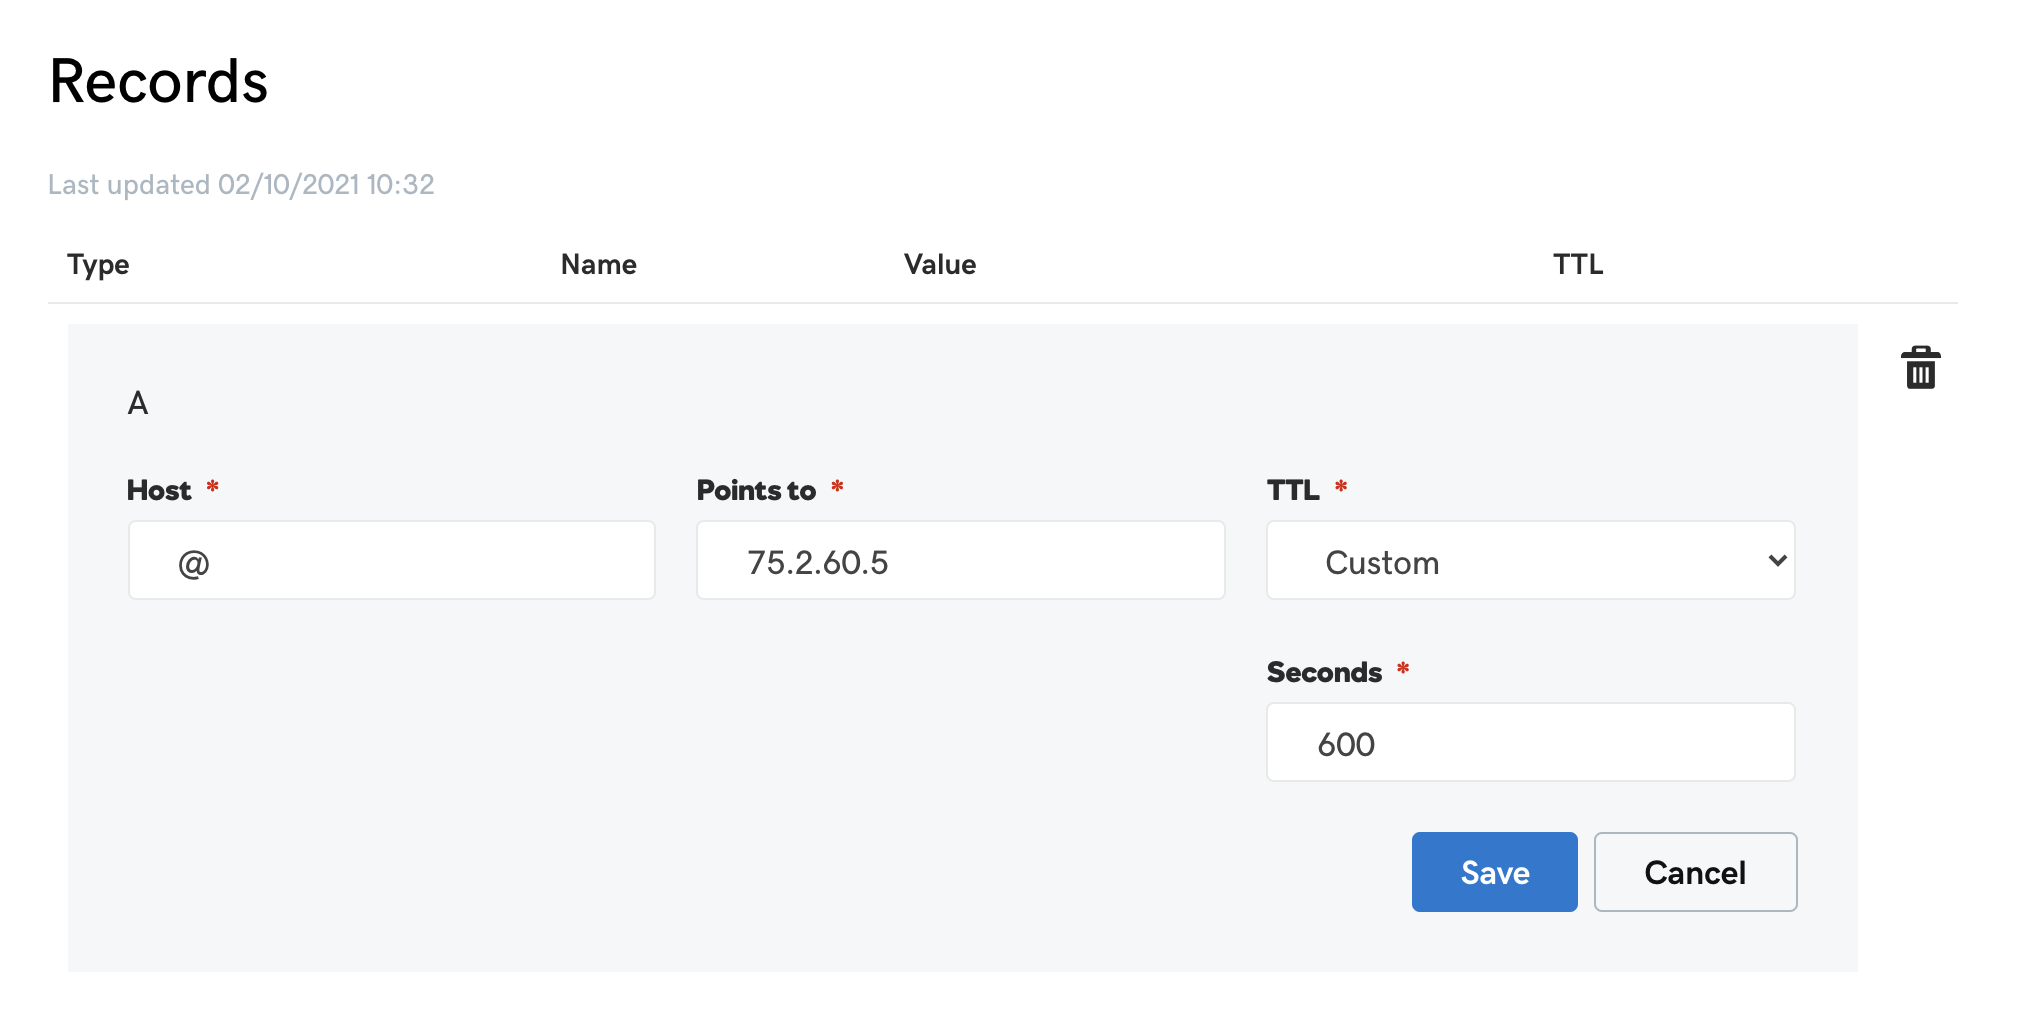 Records
Last updated 02/10/2021 10:32
Type Name Value TTL
A
Host * Points to * TTL *
@ 75.2.60.5 Custom
Seconds *
600
Save Cancel